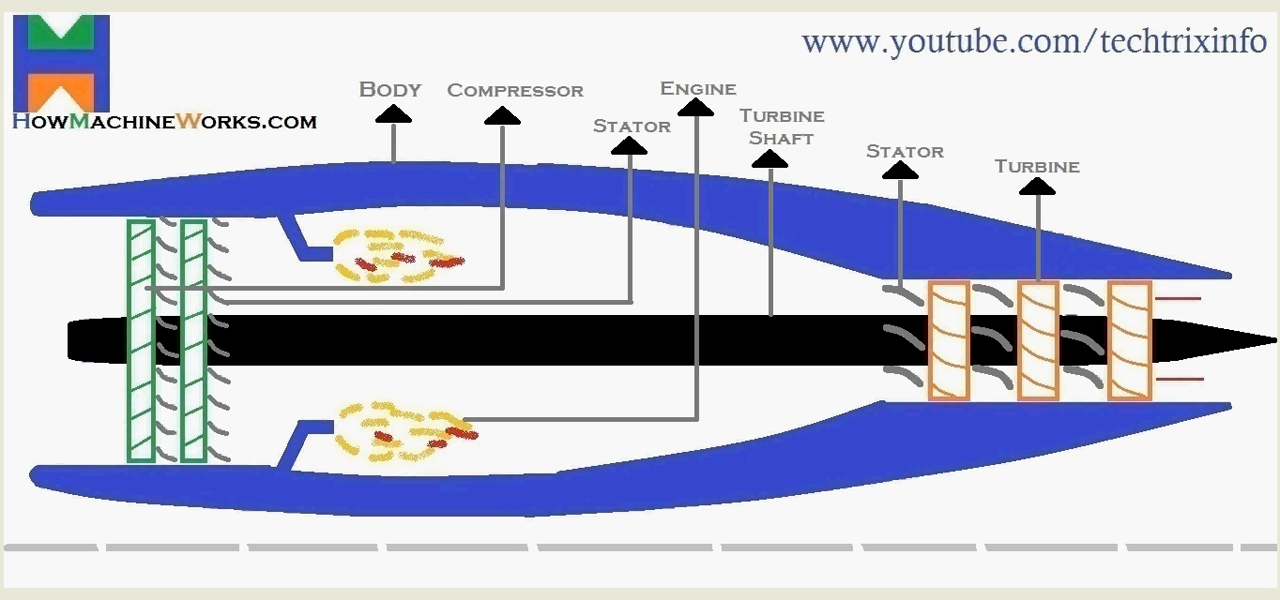 www.youtube.com/techtrixinfo
HowMachineWorks.com
Body
Compressor
Stator
Engine
Turbine
Shaft
Stator
Turbine